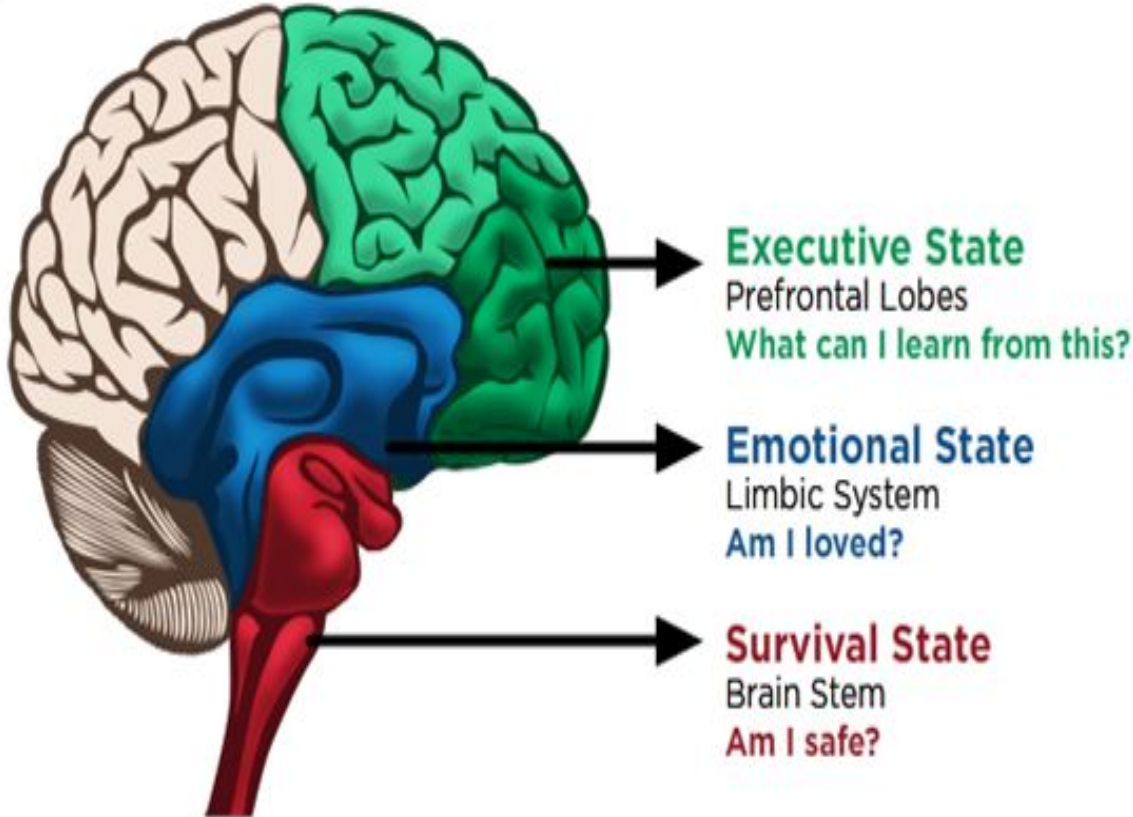 Executive State
Prefrontal Lobes
What can I learn from this?
Emotional State
Limbic System
Am I loved?
Survival State
Brain Stem
Am I safe?